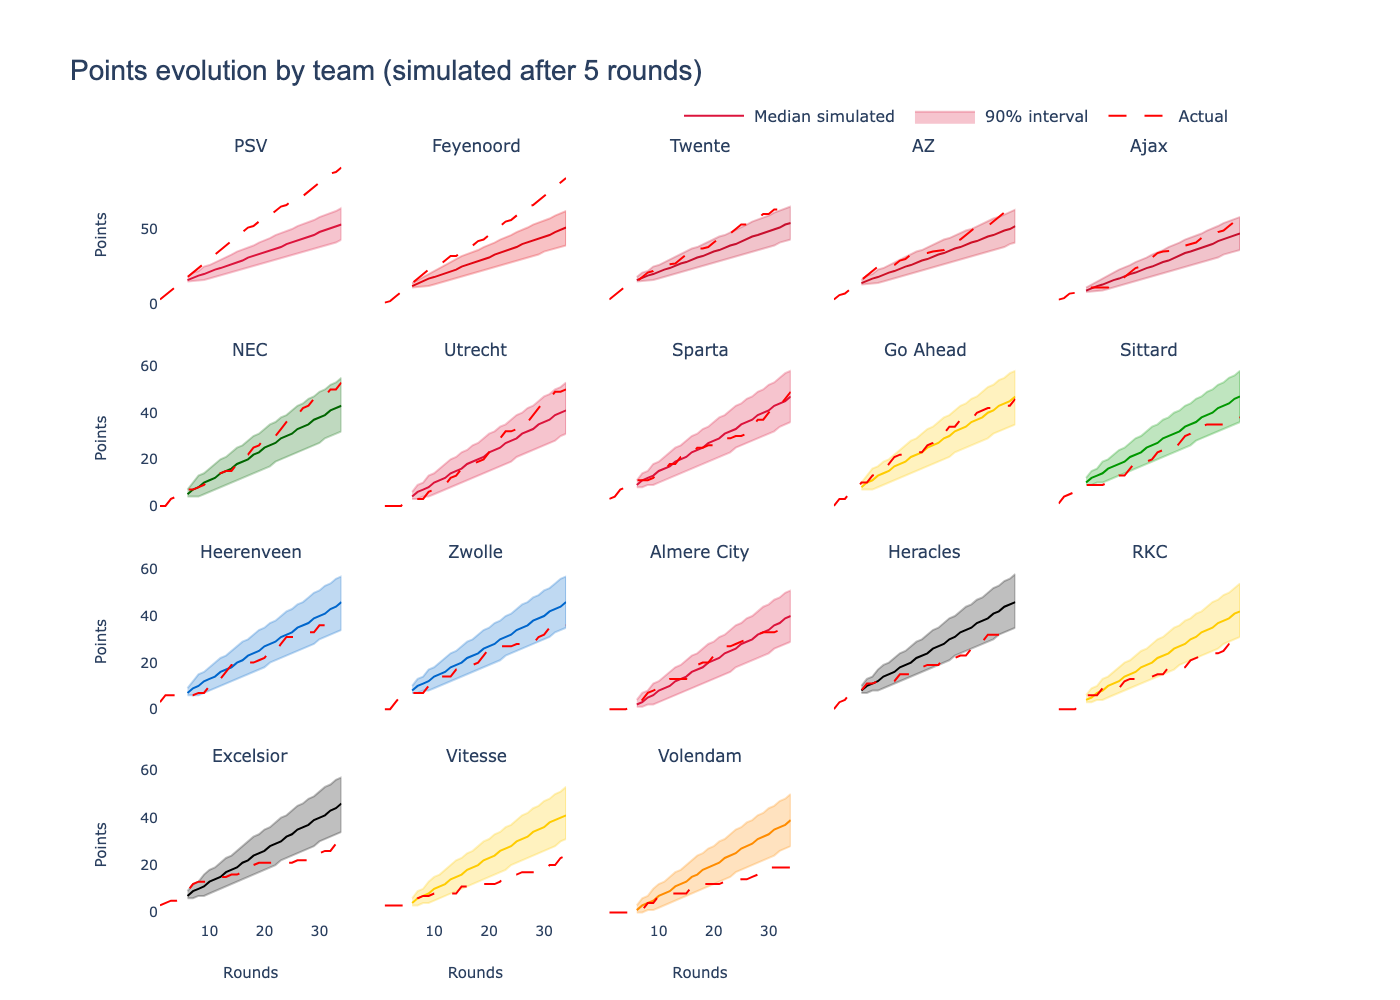 Points evolution by team (simulated after 5 rounds)
Median simulated 90% interval Actual
PSV Feyenoord Twente AZ Ajax
Points
50
0
NEC Utrecht Sparta Go Ahead Sittard
Points
60
40
20
0
Heerenveen Zwolle Almere City Heracles RKC
Points
60
40
20
0
Excelsior Vitesse Volendam
Points
60
40
20
0
10 20 30 10 20 30 10 20 30
Rounds Rounds Rounds